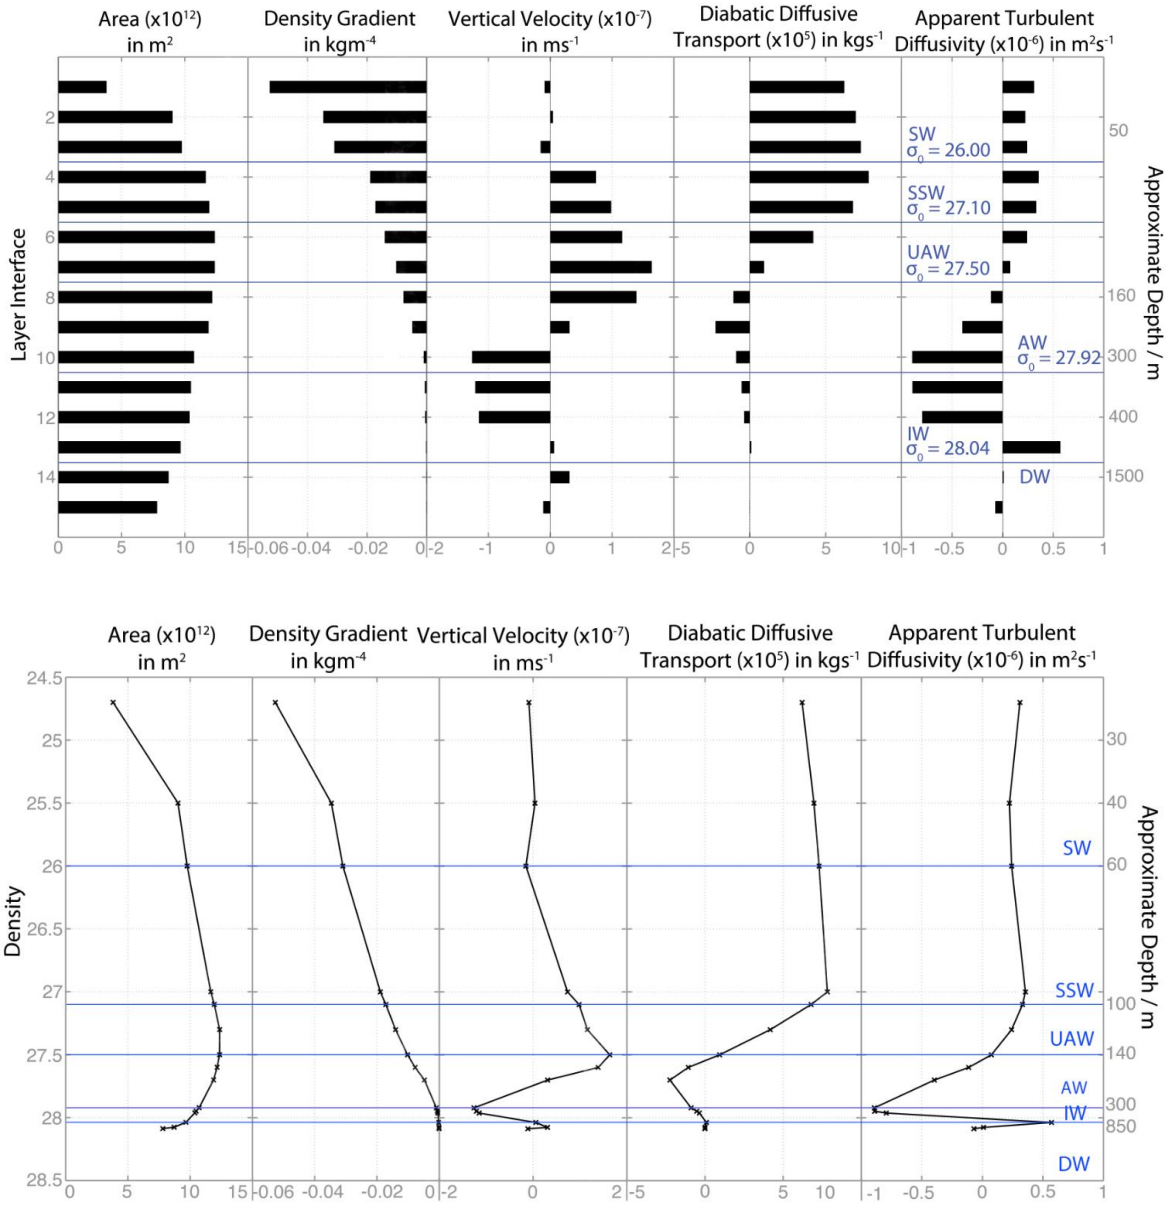 Area (x10¹²)
in m²
Density Gradient
in kgm⁻⁴
Vertical Velocity (x10⁻⁷)
in ms⁻¹
Diabatic Diffusive
Transport (x10⁵) in kgs⁻¹
Apparent Turbulent
Diffusivity (x10⁻⁶) in m²s⁻¹
Layer Interface
2
4
6
8
10
12
14
SW
σ₀ = 26.00
SSW
σ₀ = 27.10
UAW
σ₀ = 27.50
AW
σ₀ = 27.92
IW
σ₀ = 28.04
DW
50
160
300
400
1500
Approximate Depth / m
0 5 10 15
-0.06 -0.04 -0.02 0
-2 -1 0 1 2
-5 0 5 10
-1 -0.5 0 0.5 1
Area (x10¹²)
in m²
Density Gradient
in kgm⁻⁴
Vertical Velocity (x10⁻⁷)
in ms⁻¹
Diabatic Diffusive
Transport (x10⁵) in kgs⁻¹
Apparent Turbulent
Diffusivity (x10⁻⁶) in m²s⁻¹
Density
24.5
25
25.5
26
26.5
27
27.5
28
28.5
SW
SSW
UAW
AW
IW
DW
30
40
60
100
140
300
850
Approximate Depth / m
0 5 10 15
-0.06 -0.04 -0.02 0
-2 0 2
-5 0 5 10
-1 -0.5 0 0.5 1